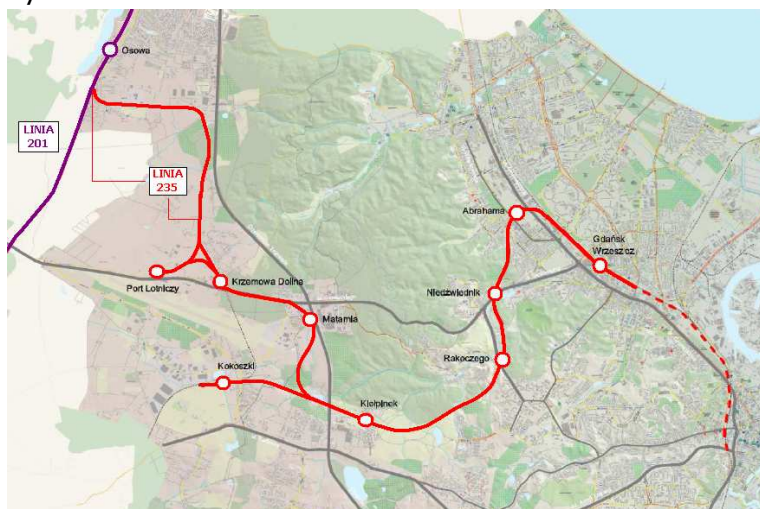 Osowa
LINIA
201
LINIA
235
Abrahama
Gdańsk
Wrzeszcz
Port Lotniczy
Krzemowa Dolina
Niedźwiednik
Matarnia
Rakoczego
Kokoszki
Kiełpinek